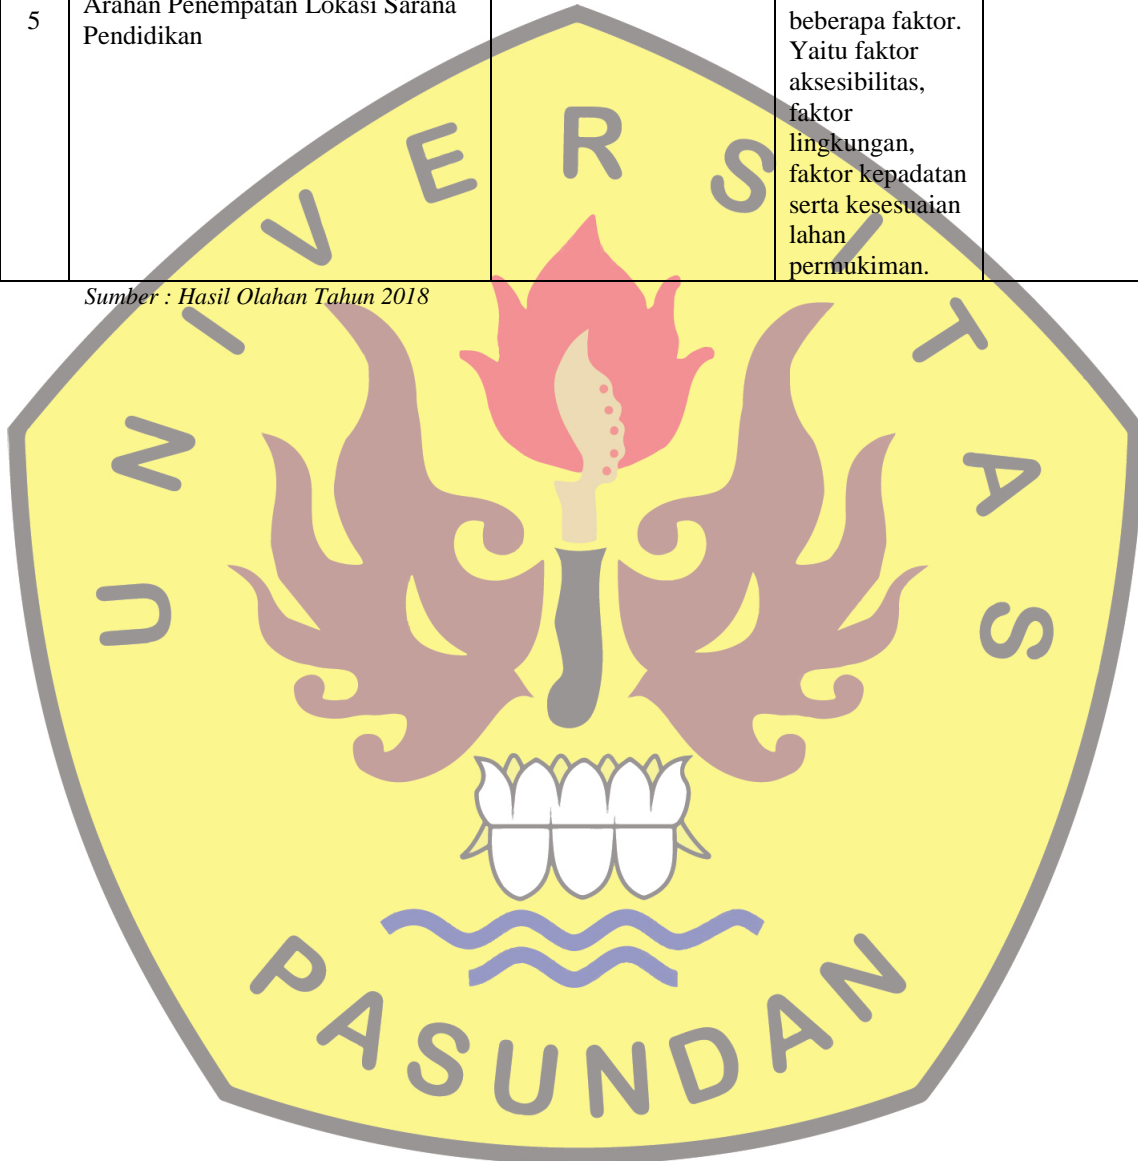 5
Arahan Penempatan Lokasi Sarana
Pendidikan
beberapa faktor.
Yaitu faktor
aksesibilitas,
faktor
lingkungan,
faktor kepadatan
serta kesesuaian
lahan
permukiman.
Sumber : Hasil Olahan Tahun 2018
UNIVERSITAS
PASUNDAN